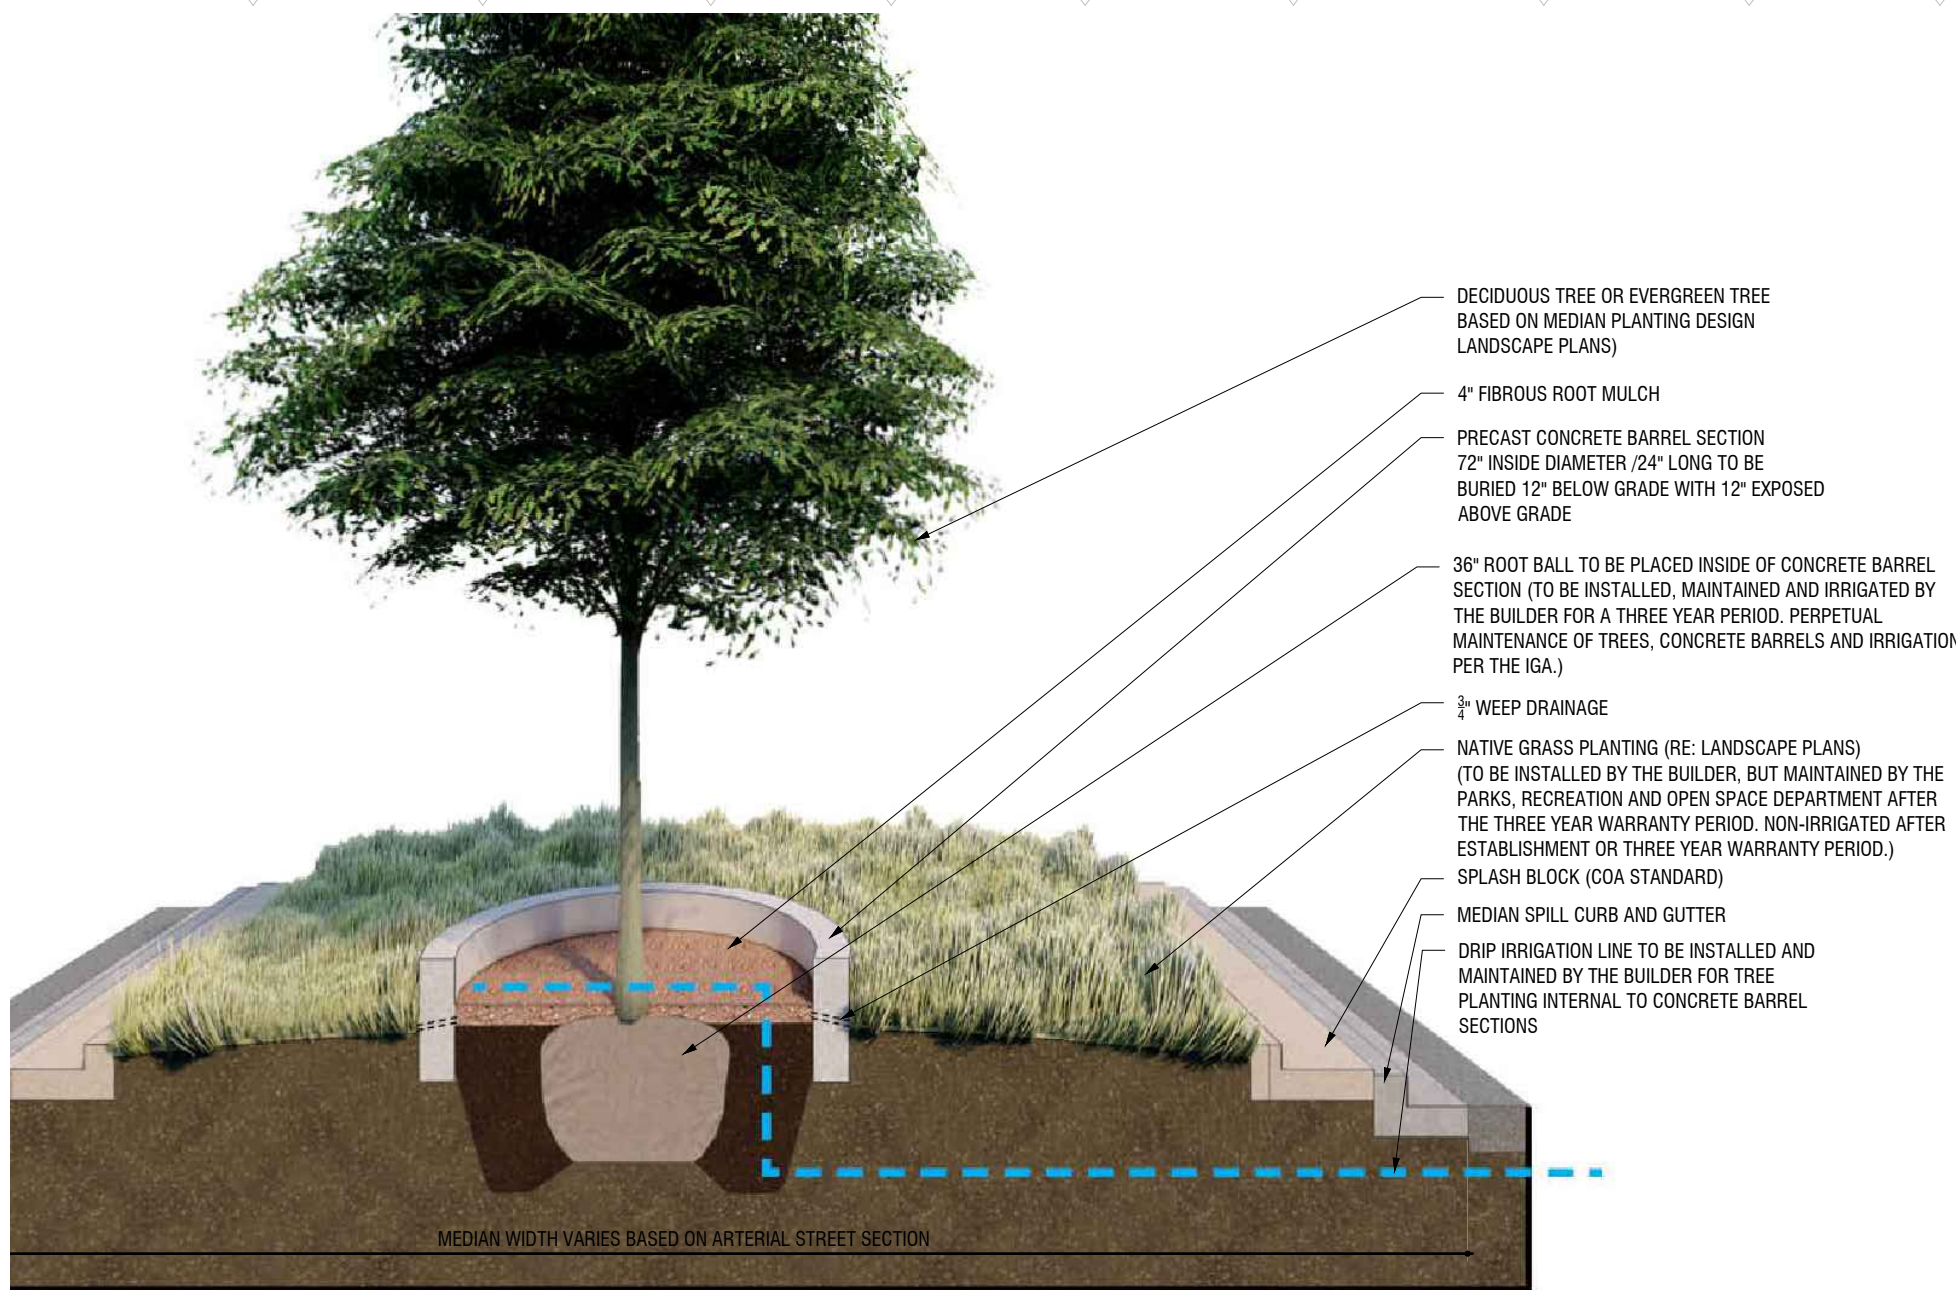 DECIDUOUS TREE OR EVERGREEN TREE
BASED ON MEDIAN PLANTING DESIGN
LANDSCAPE PLANS)
4" FIBROUS ROOT MULCH
PRECAST CONCRETE BARREL SECTION
72" INSIDE DIAMETER /24" LONG TO BE
BURIED 12" BELOW GRADE WITH 12" EXPOSED
ABOVE GRADE
36" ROOT BALL TO BE PLACED INSIDE OF CONCRETE BARREL
SECTION (TO BE INSTALLED, MAINTAINED AND IRRIGATED BY
THE BUILDER FOR A THREE YEAR PERIOD. PERPETUAL
MAINTENANCE OF TREES, CONCRETE BARRELS AND IRRIGATION
PER THE IGA.)
3/4" WEEP DRAINAGE
NATIVE GRASS PLANTING (RE: LANDSCAPE PLANS)
(TO BE INSTALLED BY THE BUILDER, BUT MAINTAINED BY THE
PARKS, RECREATION AND OPEN SPACE DEPARTMENT AFTER
THE THREE YEAR WARRANTY PERIOD. NON-IRRIGATED AFTER
ESTABLISHMENT OR THREE YEAR WARRANTY PERIOD.)
SPLASH BLOCK (COA STANDARD)
MEDIAN SPILL CURB AND GUTTER
DRIP IRRIGATION LINE TO BE INSTALLED AND
MAINTAINED BY THE BUILDER FOR TREE
PLANTING INTERNAL TO CONCRETE BARREL
SECTIONS
MEDIAN WIDTH VARIES BASED ON ARTERIAL STREET SECTION